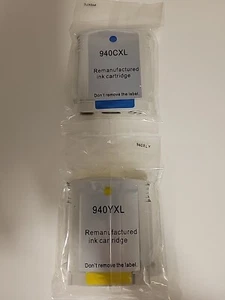 940CXL
Remanufactured
ink cartridge
Don't remove the label.
940YXL
Remanufactured
ink cartridge
Don't remove the label.